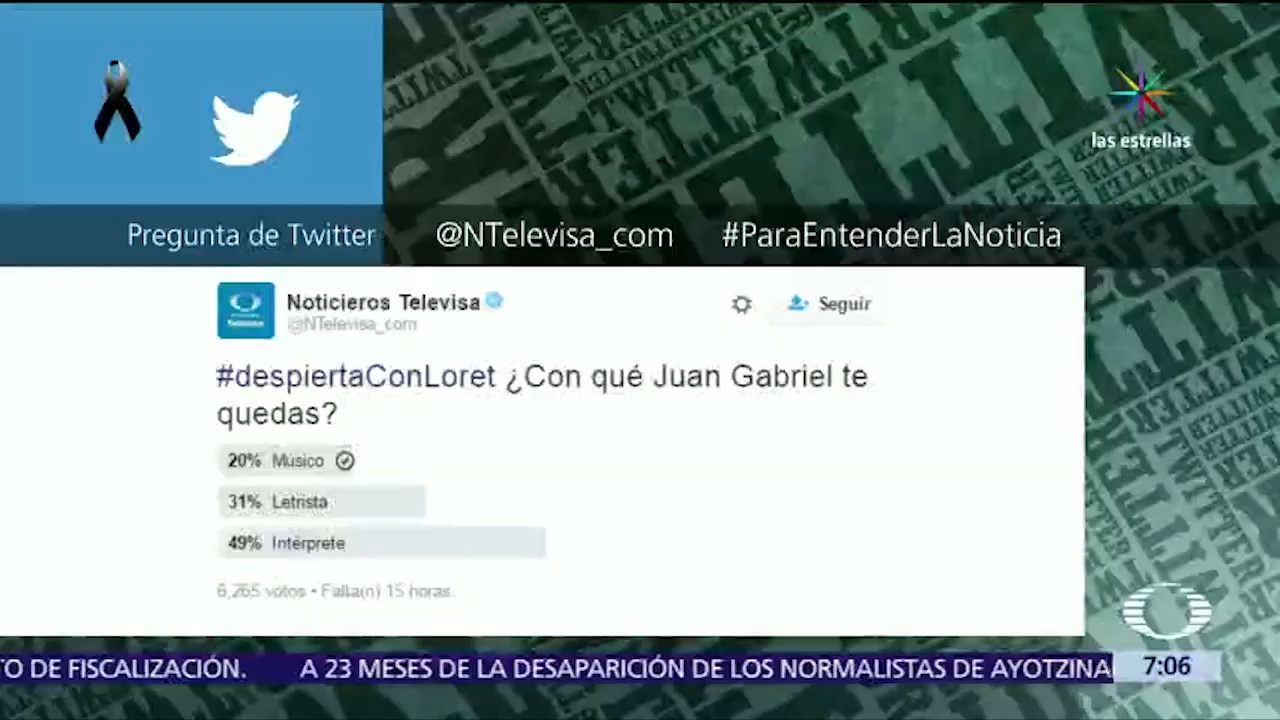 las estrellas
Pregunta de Twitter
@NTelevisa_com
#ParaEntenderLaNoticia
Noticieros Televisa
@NTelevisa_com
Seguir
#despiertaConLoret ¿Con qué Juan Gabriel te
quedas?
20% Músico
31% Letrista
49% Intérprete
6,265 votos • Falta(n) 15 horas
TO DE FISCALIZACIÓN. A 23 MESES DE LA DESAPARICIÓN DE LOS NORMALISTAS DE AYOTZINA
7:06